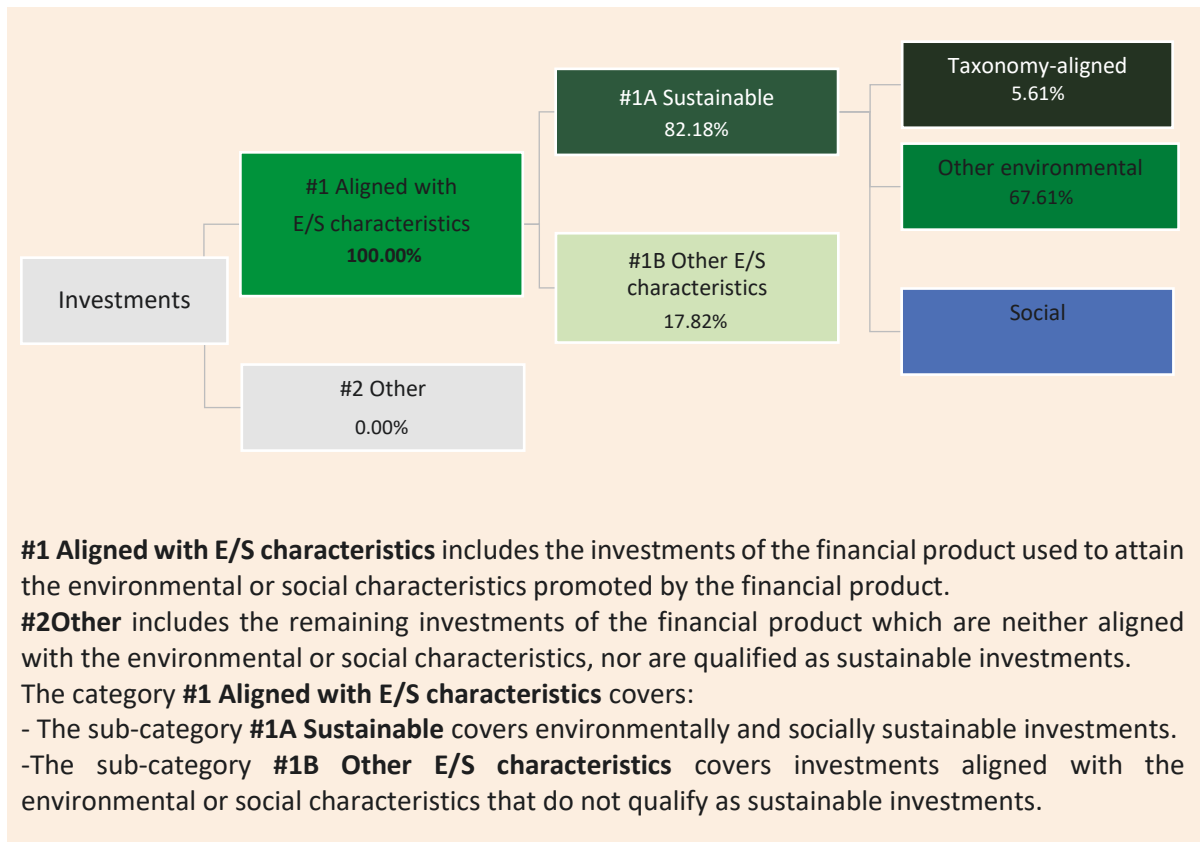 Investments
#1 Aligned with
E/S characteristics
100.00%
#2 Other
0.00%
#1A Sustainable
82.18%
#1B Other E/S
characteristics
17.82%
Taxonomy-aligned
5.61%
Other environmental
67.61%
Social
#1 Aligned with E/S characteristics includes the investments of the financial product used to attain
the environmental or social characteristics promoted by the financial product.
#2Other includes the remaining investments of the financial product which are neither aligned
with the environmental or social characteristics, nor are qualified as sustainable investments.
The category #1 Aligned with E/S characteristics covers:
- The sub-category #1A Sustainable covers environmentally and socially sustainable investments.
-The sub-category #1B Other E/S characteristics covers investments aligned with the
environmental or social characteristics that do not qualify as sustainable investments.